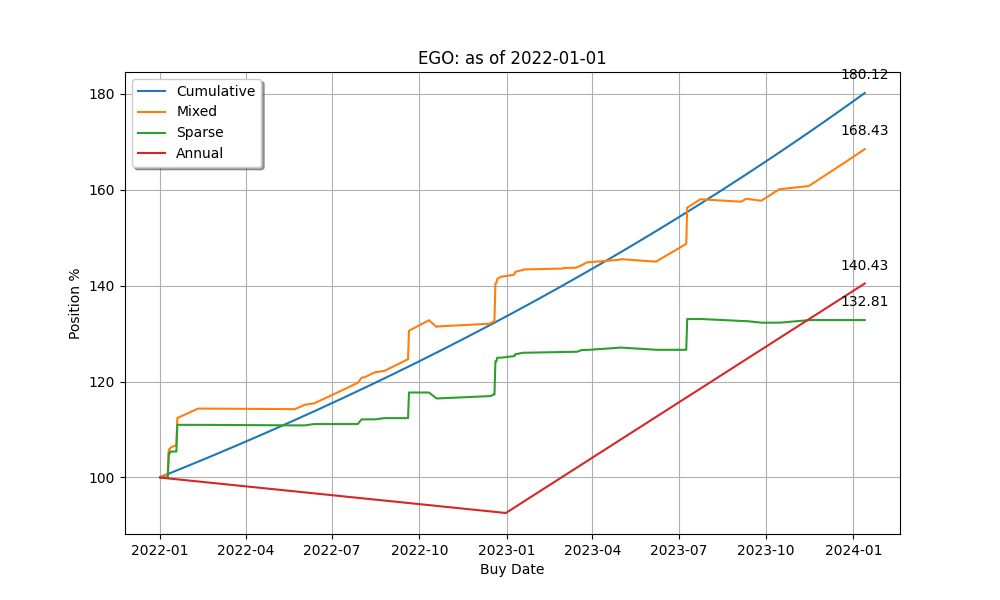 EGO: as of 2022-01-01
Cumulative
Mixed
Sparse
Annual
180.12
168.43
140.43
132.81
180
160
140
120
100
Position %
2022-01 2022-04 2022-07 2022-10 2023-01 2023-04 2023-07 2023-10 2024-01
Buy Date